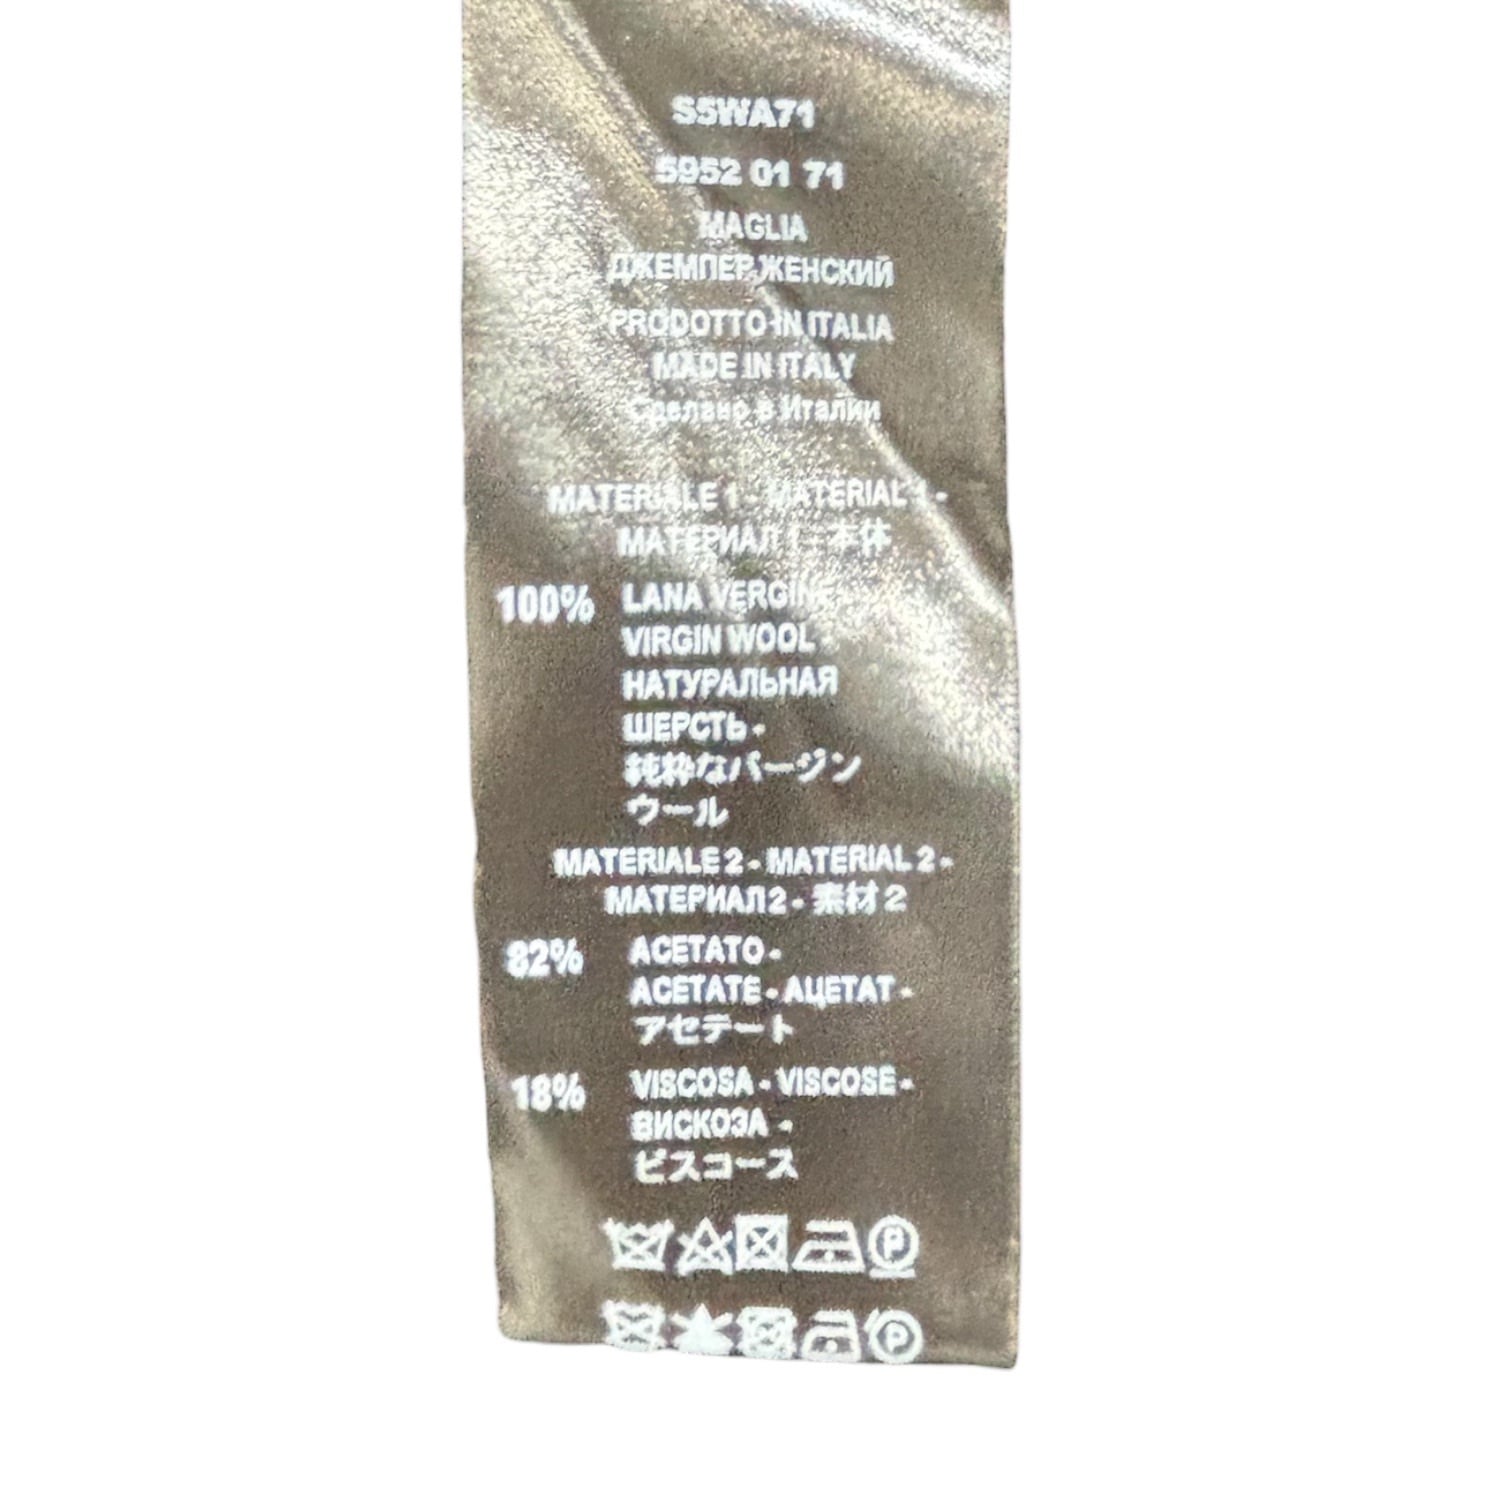 S5WA71
5952 01 71
MAGLIA
ДЖЕМПЕР ЖЕНСКИЙ
PRODOTTO IN ITALIA
MADE IN ITALY
Сделано в Италии
MATERIALE 1 - MATERIAL 1 -
МАТЕРИАЛ 1 - 本体
100% LANA VERGINE -
VIRGIN WOOL -
НАТУРАЛЬНАЯ
ШЕРСТЬ -
純粋なバージン
ウール
MATERIALE 2 - MATERIAL 2 -
МАТЕРИАЛ 2 - 素材 2
82% ACETATO -
ACETATE - АЦЕТАТ -
アセテート
18% VISCOSA - VISCOSE -
ВИСКОЗА -
ビスコース
P
P